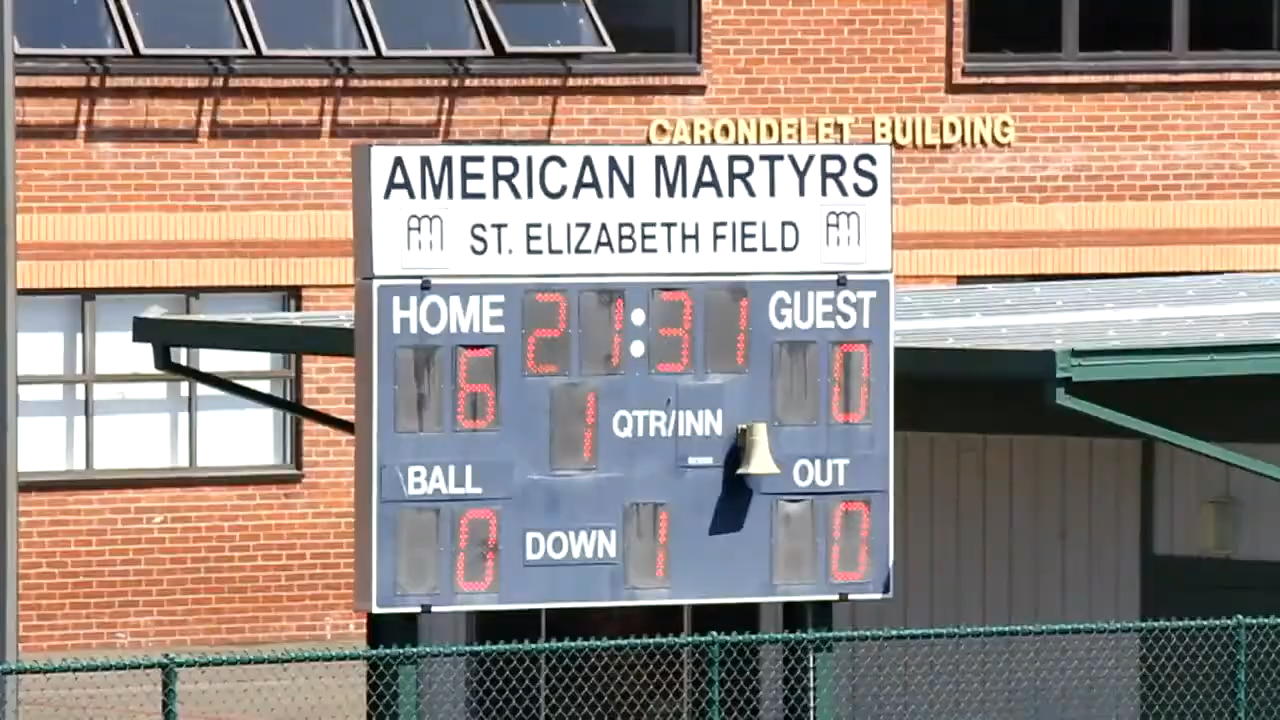 CARONDELET BUILDING
AMERICAN MARTYRS
AM ST. ELIZABETH FIELD AM
HOME 21:31 GUEST
6 0
1 QTR/INN
BALL OUT
0 DOWN 1 0